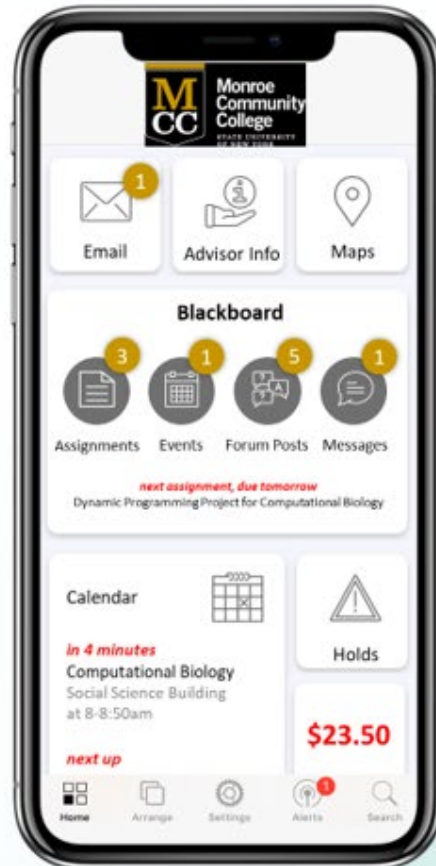 M
CC
Monroe
Community
College
STATE UNIVERSITY
OF NEW YORK
1
Email
Advisor Info
Maps
Blackboard
3
1
5
1
Assignments
Events
Forum Posts
Messages
next assignment, due tomorrow
Dynamic Programming Project for Computational Biology
Calendar
in 4 minutes
Computational Biology
Social Science Building
at 8-8:50am
next up
Holds
$23.50
Home
Arrange
Settings
1
Alerts
Search